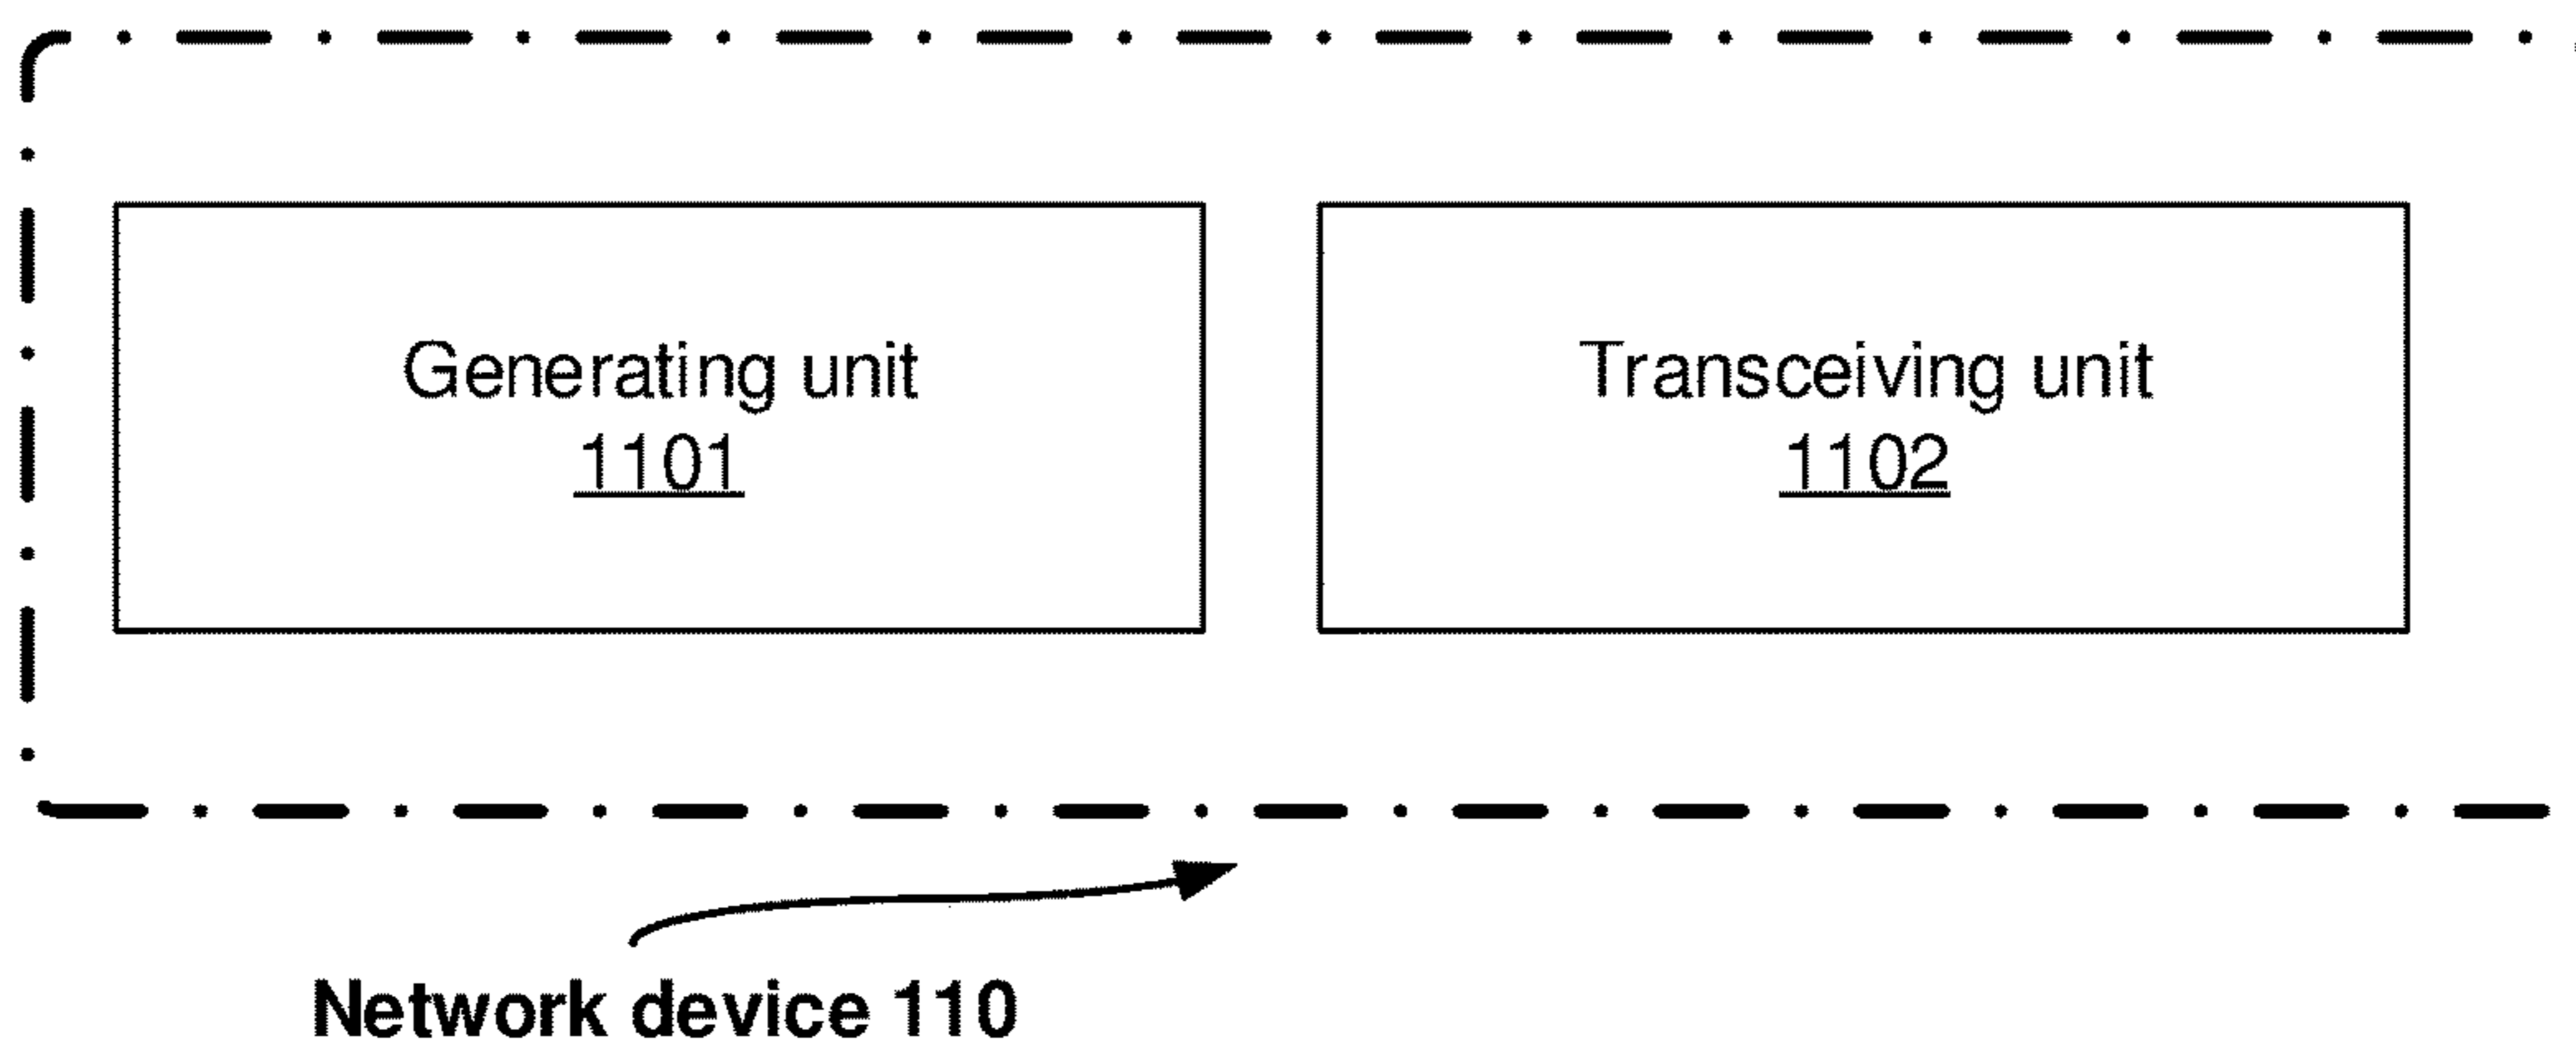 Generating unit
1101
Transceiving unit
1102
Network device 110